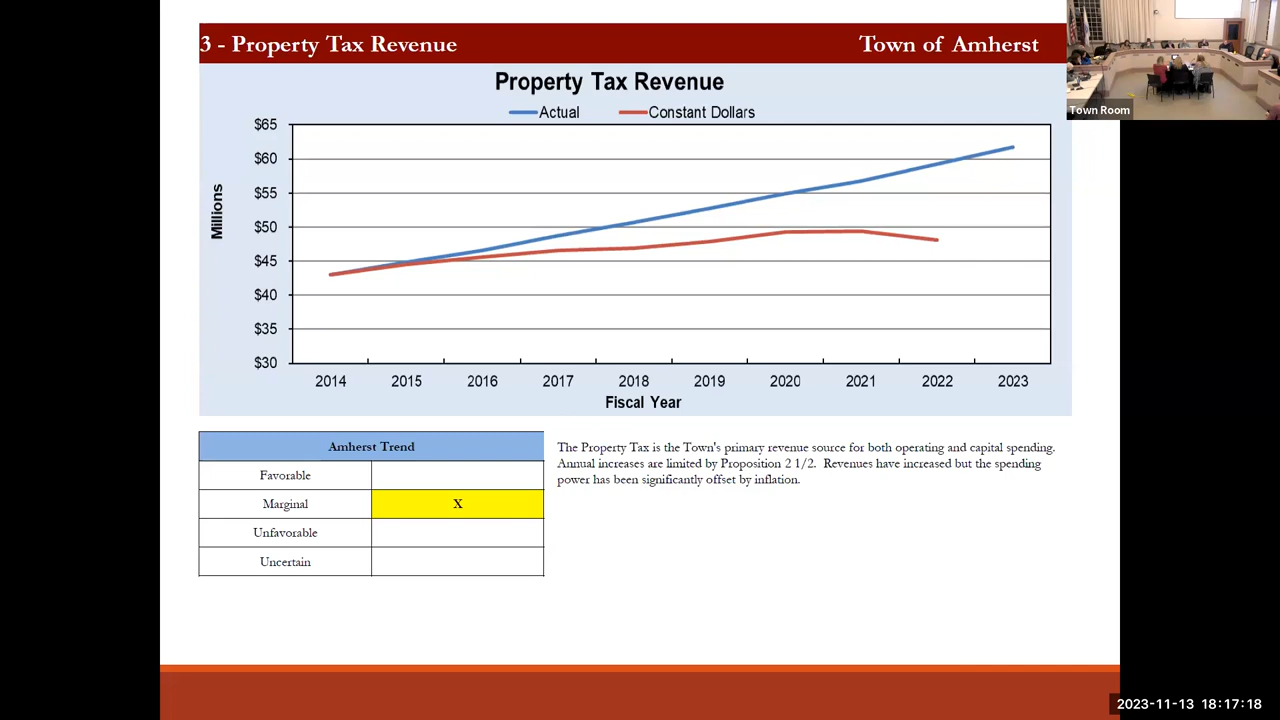 3 - Property Tax Revenue
Town of Amherst
Town Room
Property Tax Revenue
Actual
Constant Dollars
Millions
$65
$60
$55
$50
$45
$40
$35
$30
2014 2015 2016 2017 2018 2019 2020 2021 2022 2023
Fiscal Year
Amherst Trend
Favorable
Marginal X
Unfavorable
Uncertain
The Property Tax is the Town's primary revenue source for both operating and capital spending.
Annual increases are limited by Proposition 2 1/2. Revenues have increased but the spending
power has been significantly offset by inflation.
2023-11-13 18:17:18